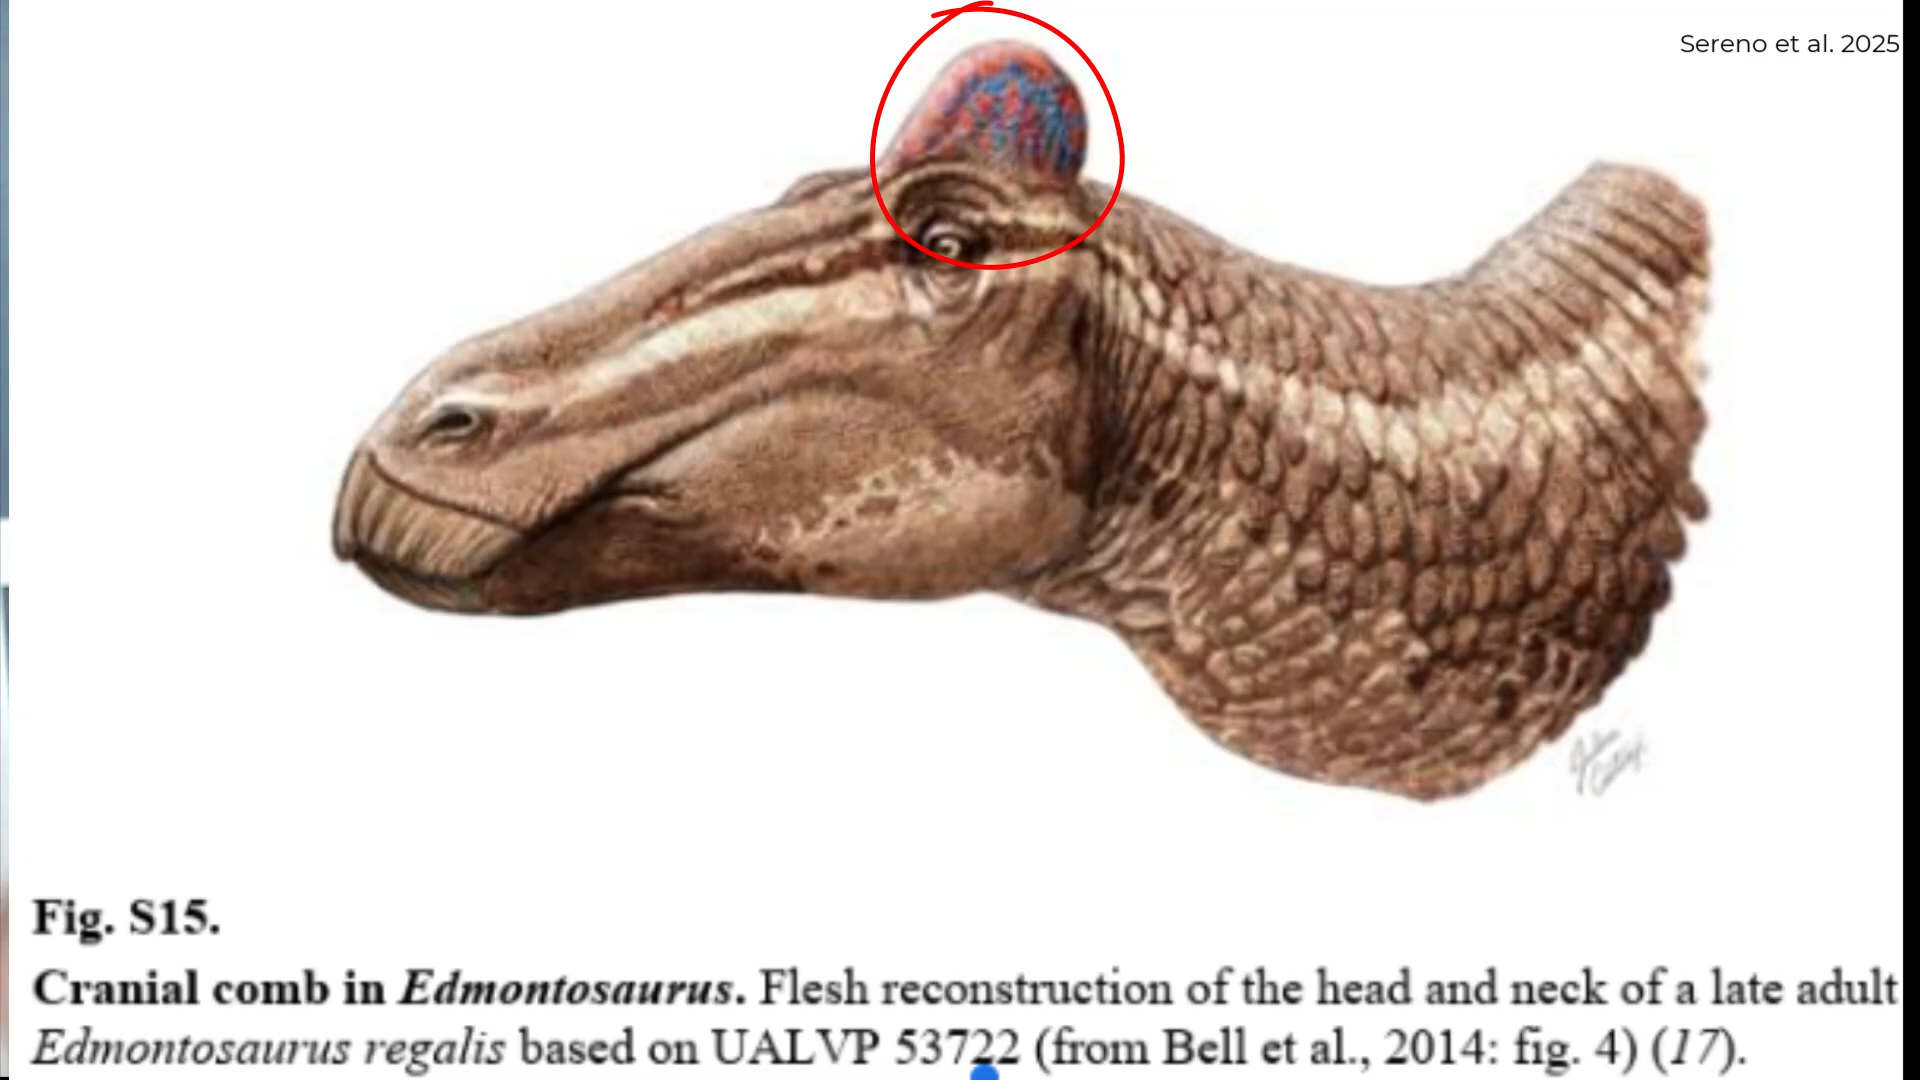 Sereno et al. 2025
Fig. S15.
Cranial comb in Edmontosaurus. Flesh reconstruction of the head and neck of a late adult
Edmontosaurus regalis based on UALVP 53722 (from Bell et al., 2014: fig. 4) (17).